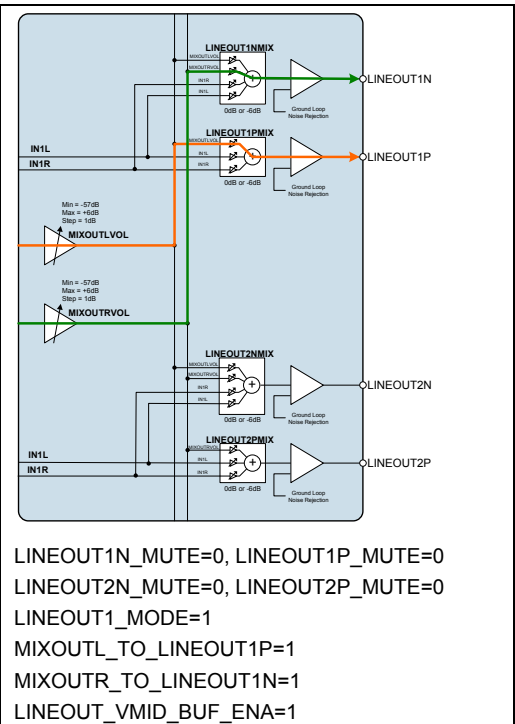 LINEOUT1NMIX
MIXOUTLVOL
MIXOUTRVOL
IN1R
IN1L
0dB or -6dB
Ground Loop
Noise Rejection
LINEOUT1N
LINEOUT1PMIX
MIXOUTLVOL
IN1L
IN1R
0dB or -6dB
Ground Loop
Noise Rejection
LINEOUT1P
IN1L
IN1R
Min = -57dB
Max = +6dB
Step = 1dB
MIXOUTLVOL
Min = -57dB
Max = +6dB
Step = 1dB
MIXOUTRVOL
LINEOUT2NMIX
MIXOUTLVOL
MIXOUTRVOL
IN1R
IN1L
0dB or -6dB
Ground Loop
Noise Rejection
LINEOUT2N
LINEOUT2PMIX
MIXOUTRVOL
IN1L
IN1R
0dB or -6dB
Ground Loop
Noise Rejection
LINEOUT2P
IN1L
IN1R
LINEOUT1N_MUTE=0, LINEOUT1P_MUTE=0
LINEOUT2N_MUTE=0, LINEOUT2P_MUTE=0
LINEOUT1_MODE=1
MIXOUTL_TO_LINEOUT1P=1
MIXOUTR_TO_LINEOUT1N=1
LINEOUT_VMID_BUF_ENA=1